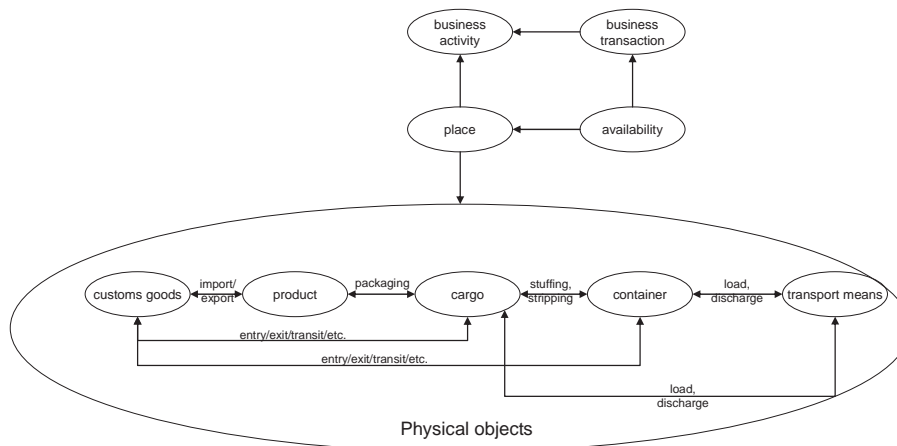 business
activity
business
transaction
place
availability
customs goods
import/
export
product
packaging
cargo
stuffing,
stripping
container
load,
discharge
transport means
entry/exit/transit/etc.
entry/exit/transit/etc.
load,
discharge
Physical objects